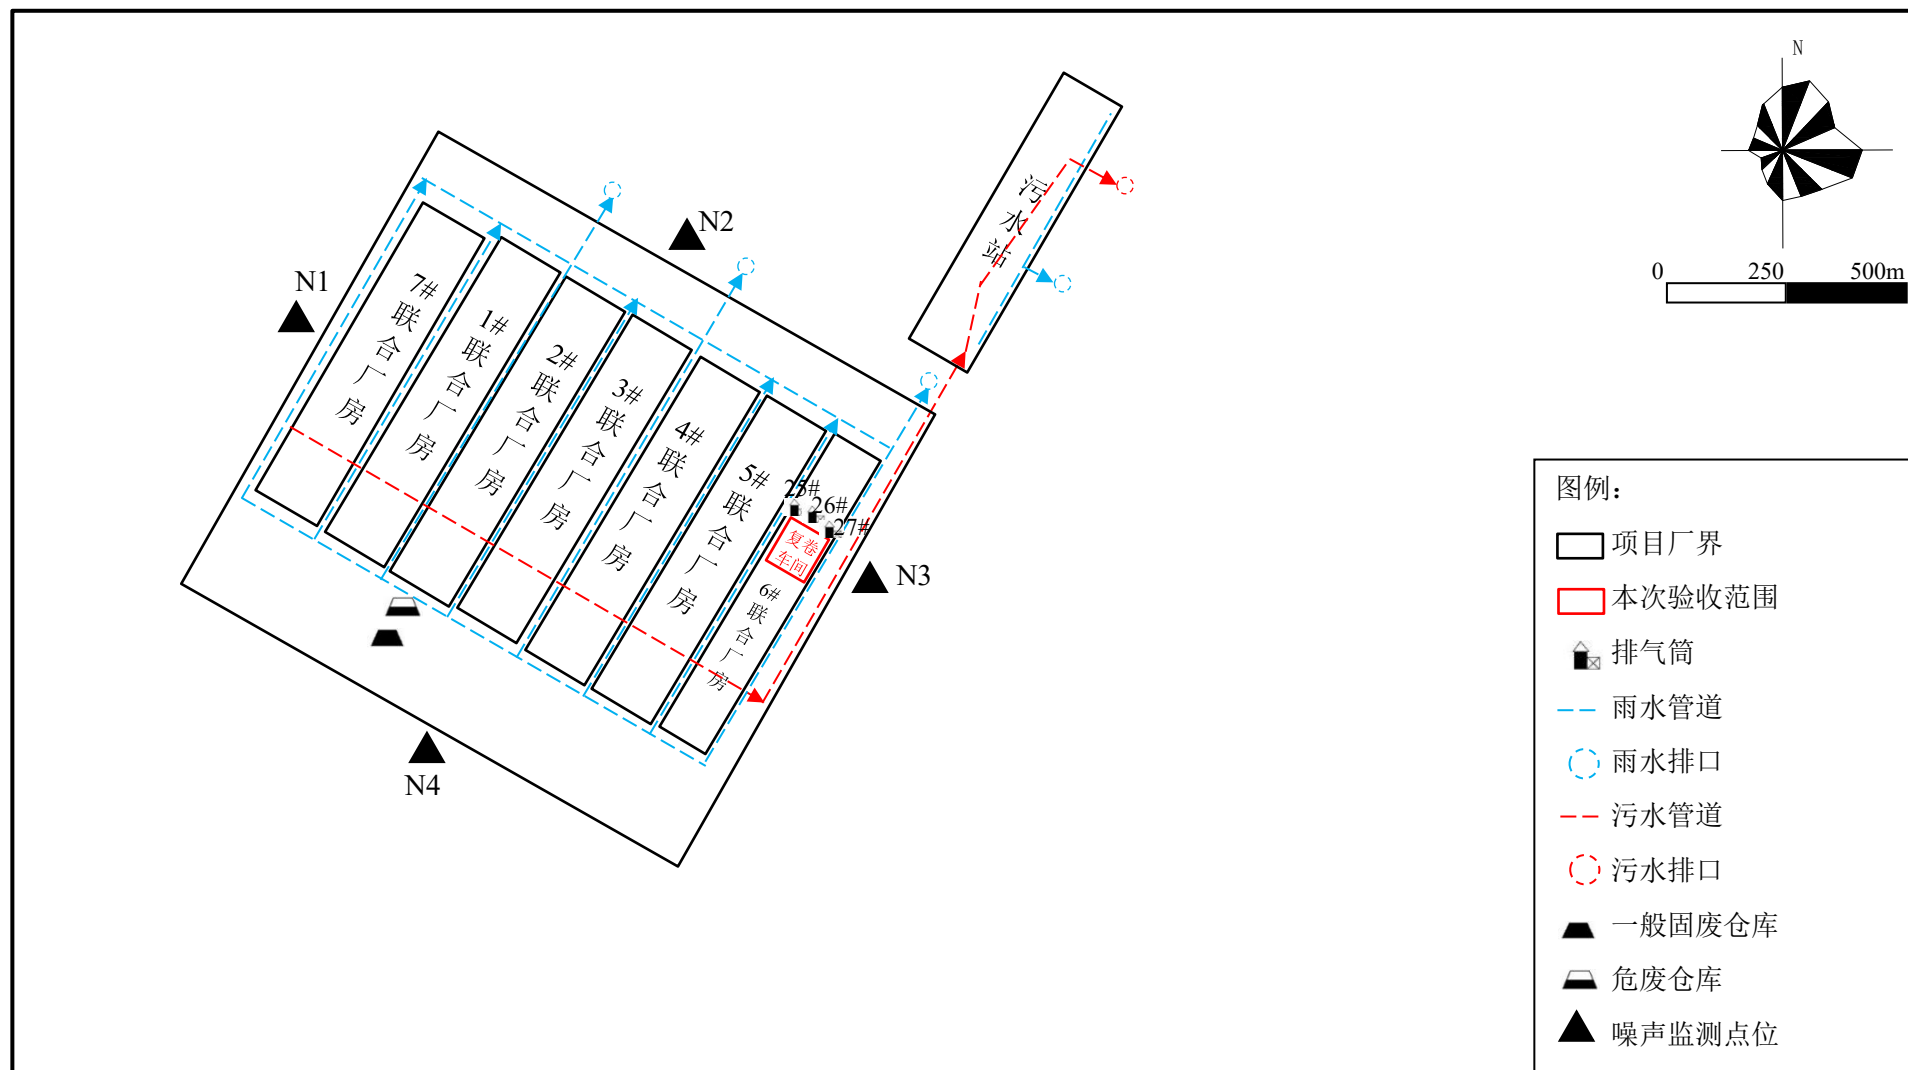 N
0 250 500m
污水站
N2
N1
7#联合厂房
1#联合厂房
2#联合厂房
3#联合厂房
4#联合厂房
5#联合厂房
25#
26#
27#
复卷
车间
6#联合厂房
N3
N4
图例：
项目厂界
本次验收范围
排气筒
雨水管道
雨水排口
污水管道
污水排口
一般固废仓库
危废仓库
噪声监测点位